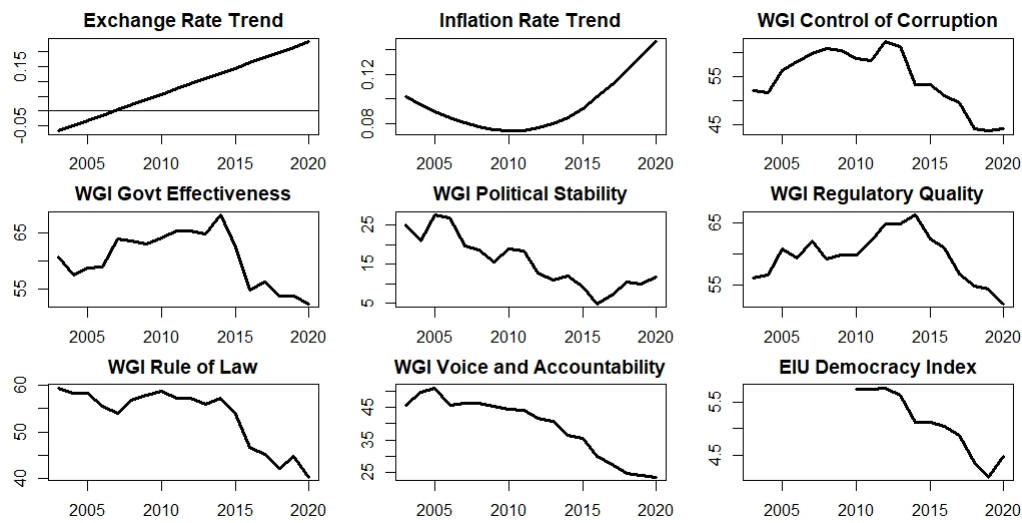 Exchange Rate Trend
0.15
-0.05
2005 2010 2015 2020
Inflation Rate Trend
0.12
0.08
2005 2010 2015 2020
WGI Control of Corruption
55
45
2005 2010 2015 2020
WGI Govt Effectiveness
65
55
2005 2010 2015 2020
WGI Political Stability
25
15
5
2005 2010 2015 2020
WGI Regulatory Quality
65
55
2005 2010 2015 2020
WGI Rule of Law
60
50
40
2005 2010 2015 2020
WGI Voice and Accountability
45
35
25
2005 2010 2015 2020
EIU Democracy Index
5.5
4.5
2005 2010 2015 2020